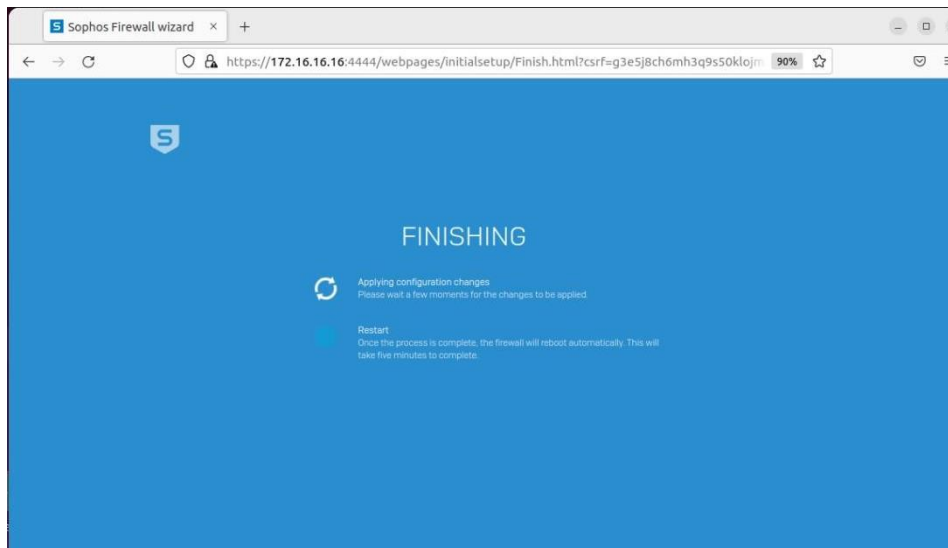 Sophos Firewall wizard
https://172.16.16.16:4444/webpages/initialsetup/Finish.html?csrf=g3e5j8ch6mh3q9s50klojm 90%
S
FINISHING
Applying configuration changes
Please wait a few moments for the changes to be applied.
Restart
Once the process is complete, the firewall will reboot automatically. This will
take five minutes to complete.